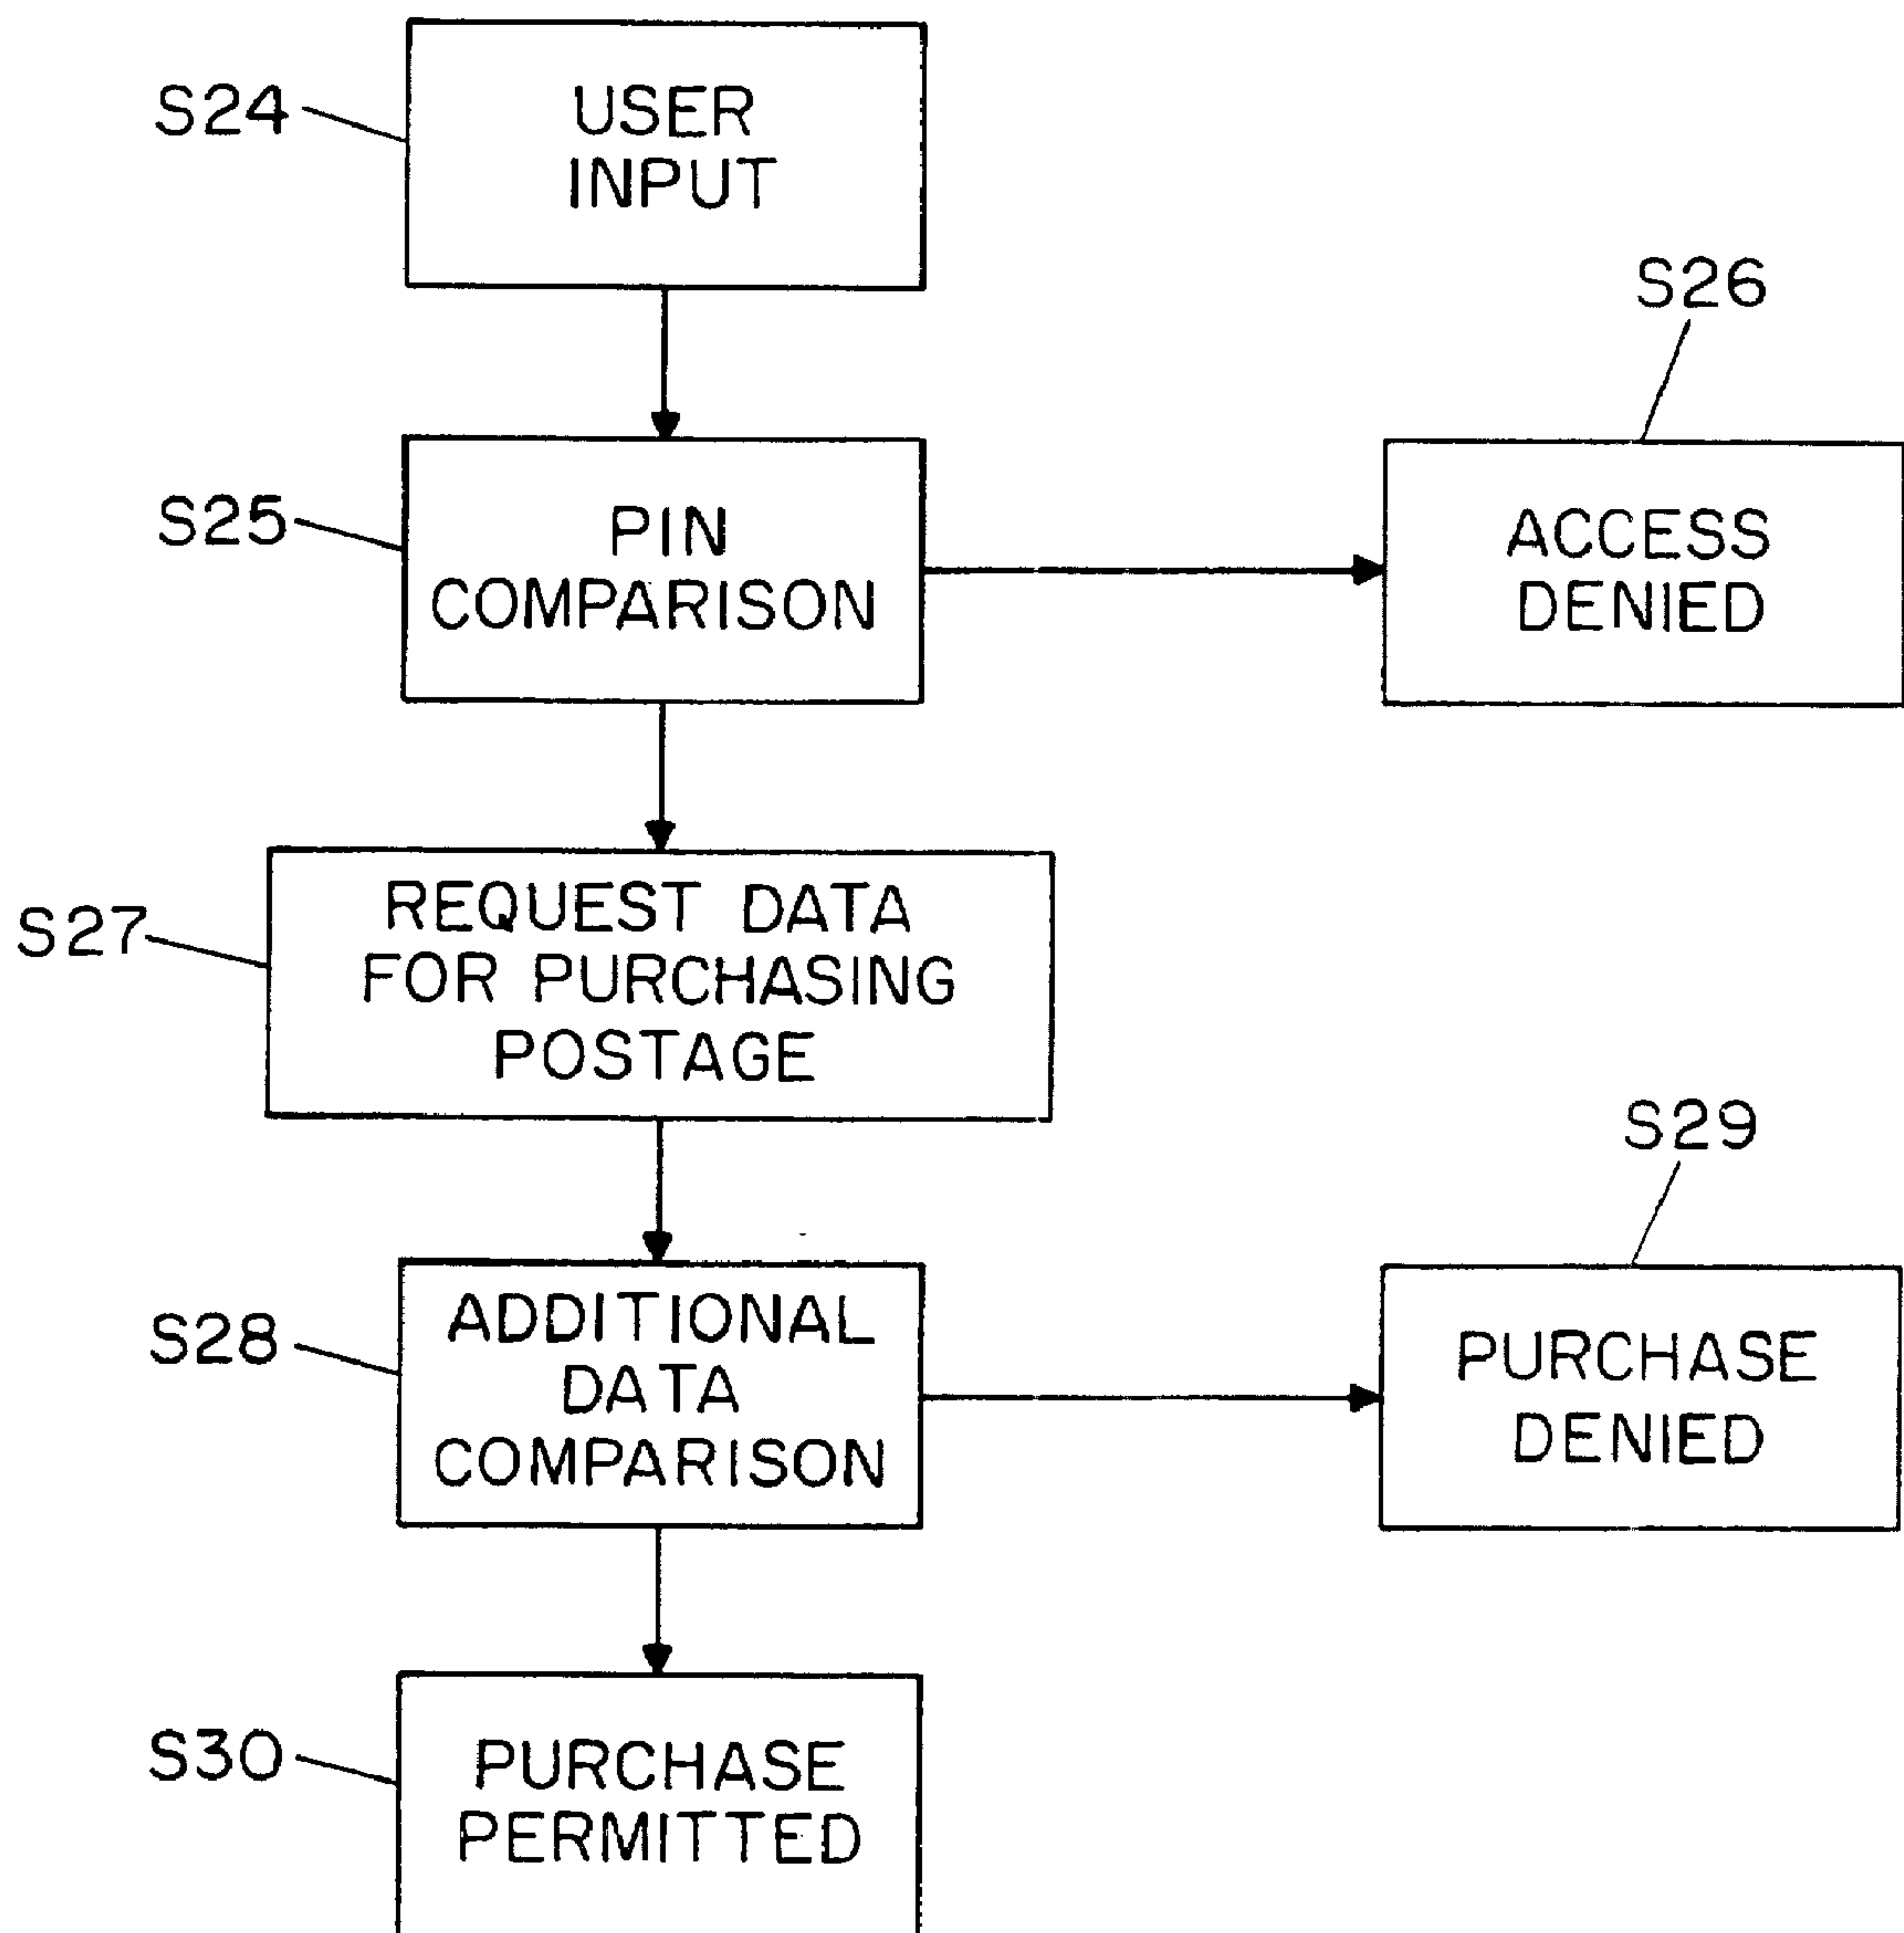 S24
USER
INPUT
S26
S25
PIN
COMPARISON
ACCESS
DENIED
S27
REQUEST DATA
FOR PURCHASING
POSTAGE
S29
S28
ADDITIONAL
DATA
COMPARISON
PURCHASE
DENIED
S30
PURCHASE
PERMITTED